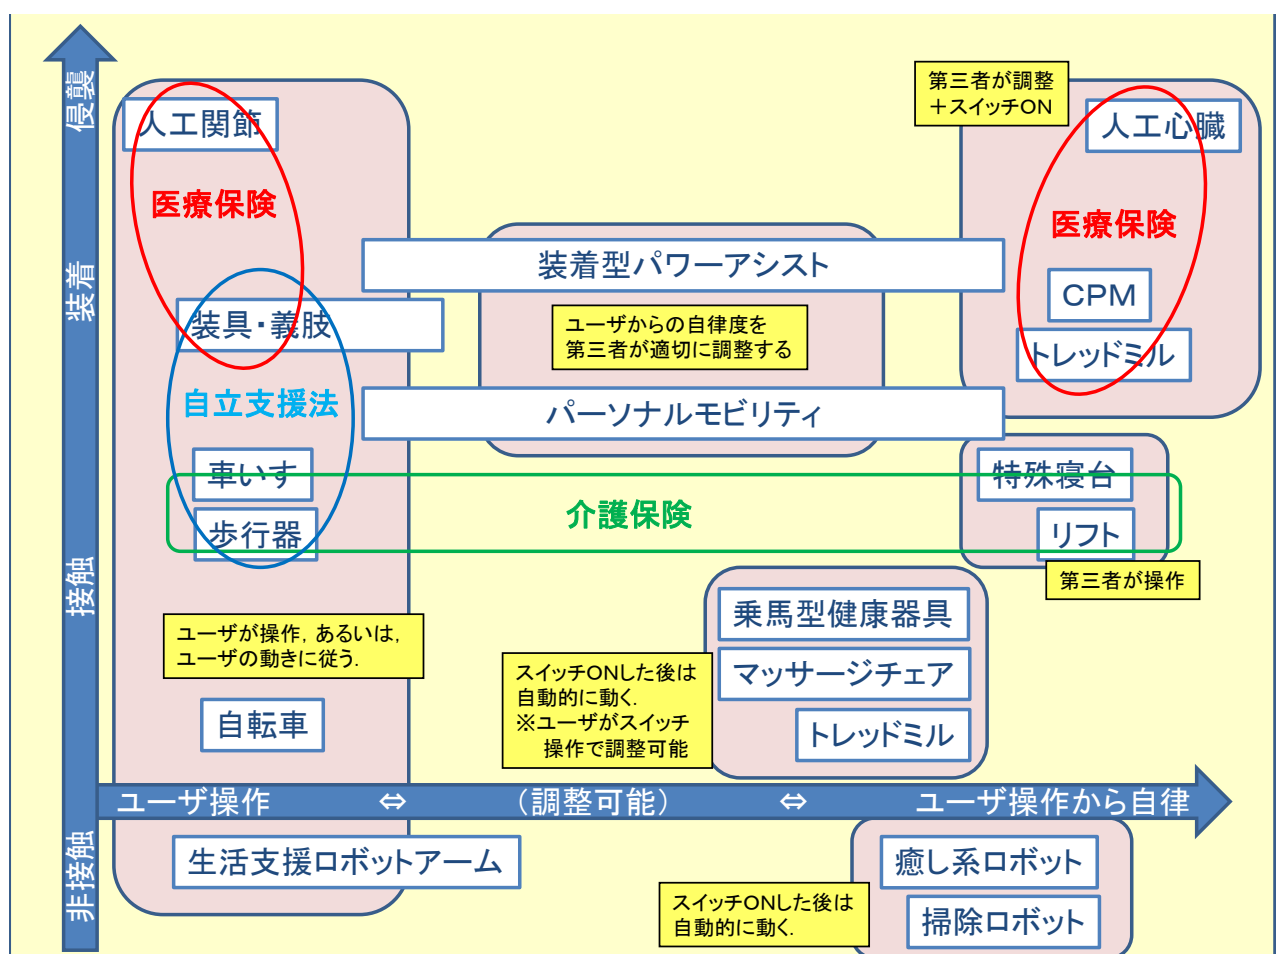 侵襲
装着
接触
非接触
人工関節
医療保険
装具・義肢
自立支援法
車いす
歩行器
ユーザが操作,あるいは,
ユーザの動きに従う.
自転車
装着型パワーアシスト
ユーザからの自律度を
第三者が適切に調整する
パーソナルモビリティ
介護保険
第三者が調整
+スイッチON
人工心臓
医療保険
CPM
トレッドミル
特殊寝台
リフト
第三者が操作
乗馬型健康器具
マッサージチェア
トレッドミル
スイッチONした後は
自動的に動く.
※ユーザがスイッチ
操作で調整可能
ユーザ操作 ⇔ (調整可能) ⇔ ユーザ操作から自律
生活支援ロボットアーム
癒し系ロボット
掃除ロボット
スイッチONした後は
自動的に動く.